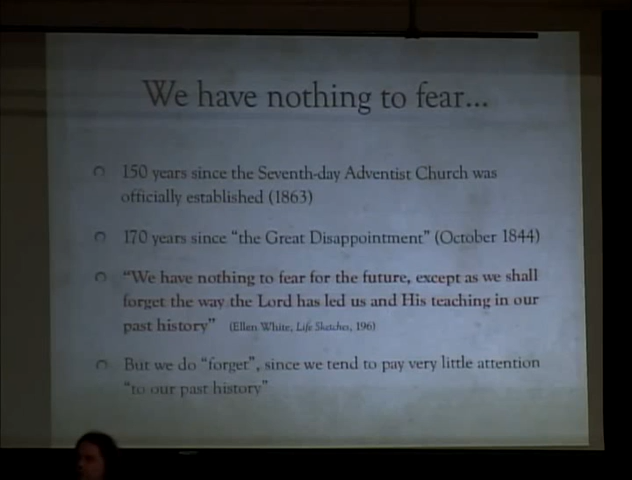 We have nothing to fear...
150 years since the Seventh-day Adventist Church was
officially established (1863)
170 years since "the Great Disappointment" (October 1844)
"We have nothing to fear for the future, except as we shall
forget the way the Lord has led us and His teaching in our
past history" (Ellen White, Life Sketches, 196)
But we do "forget", since we tend to pay very little attention
"to our past history"